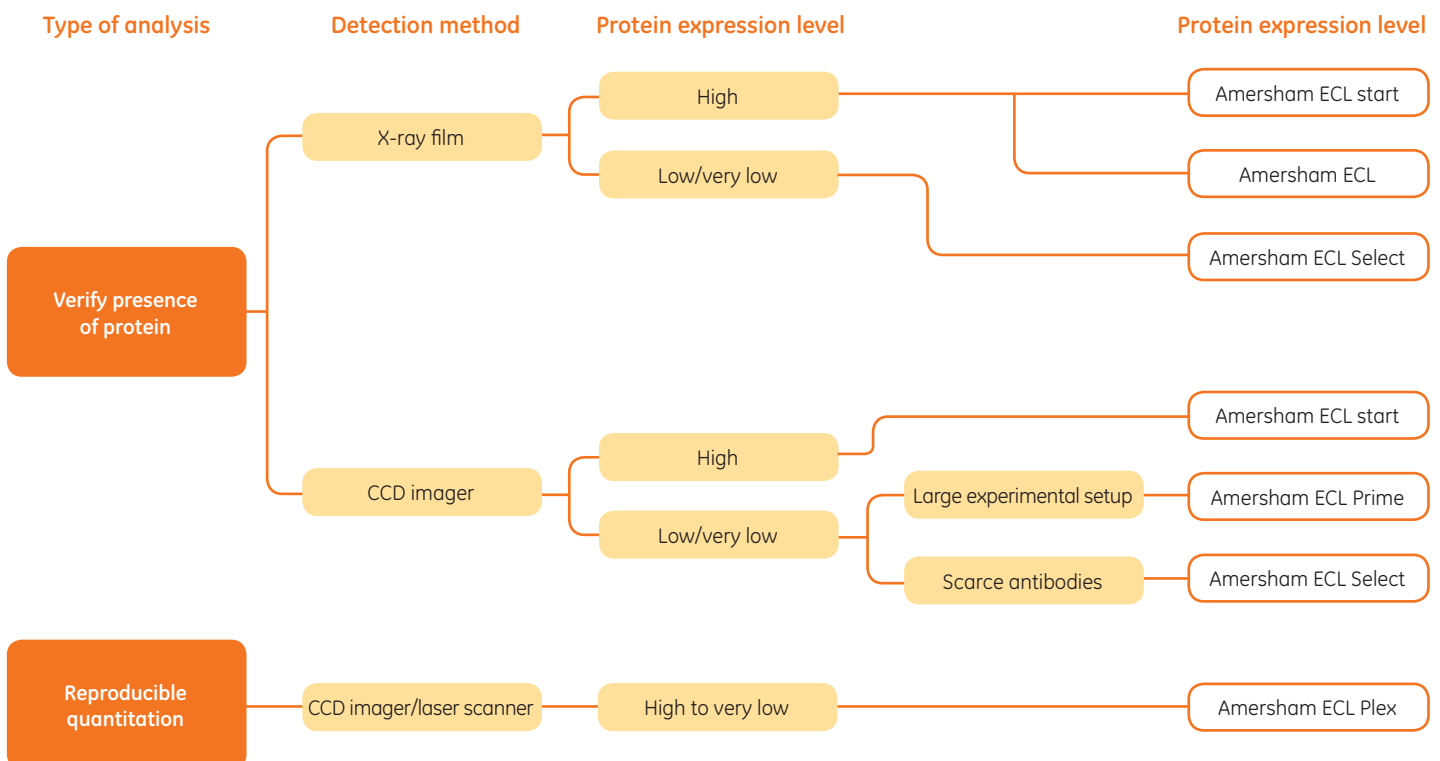 Type of analysis
Detection method
Protein expression level
Protein expression level
High
Amersham ECL start
X-ray film
Low/very low
Amersham ECL
Amersham ECL Select
Verify presence
of protein
High
Amersham ECL start
CCD imager
Large experimental setup
Amersham ECL Prime
Low/very low
Scarce antibodies
Amersham ECL Select
Reproducible
quantitation
CCD imager/laser scanner
High to very low
Amersham ECL Plex